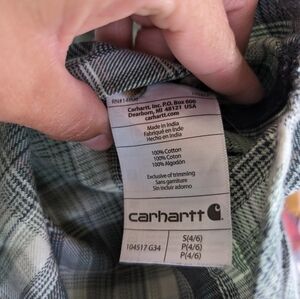 Carhartt, Inc. P.O. Box 600
Dearborn, MI 48121 USA
carhartt.com
Made in India
Fabriqué en Inde
Hecho en India
100% Cotton
100% Coton
100% Algodón
Exclusive of trimming
Sans garniture
Sin incluir adorno
carhartt
104517 G34
S(4/6)
P(4/6)
P(4/6)